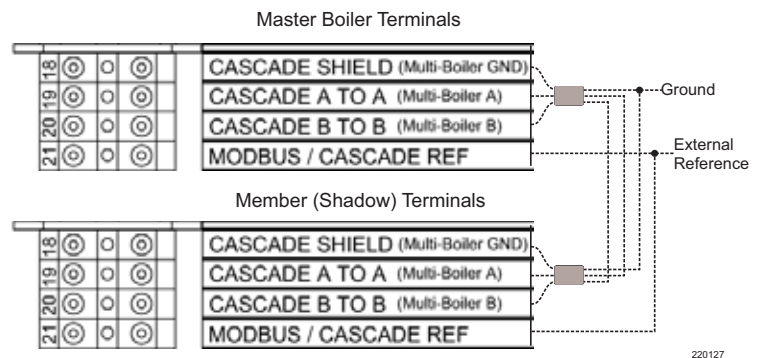 Master Boiler Terminals
18 CASCADE SHIELD (Multi-Boiler GND)
19 CASCADE A TO A (Multi-Boiler A)
20 CASCADE B TO B (Multi-Boiler B)
21 MODBUS / CASCADE REF
Ground
External
Reference
Member (Shadow) Terminals
18 CASCADE SHIELD (Multi-Boiler GND)
19 CASCADE A TO A (Multi-Boiler A)
20 CASCADE B TO B (Multi-Boiler B)
21 MODBUS / CASCADE REF
220127